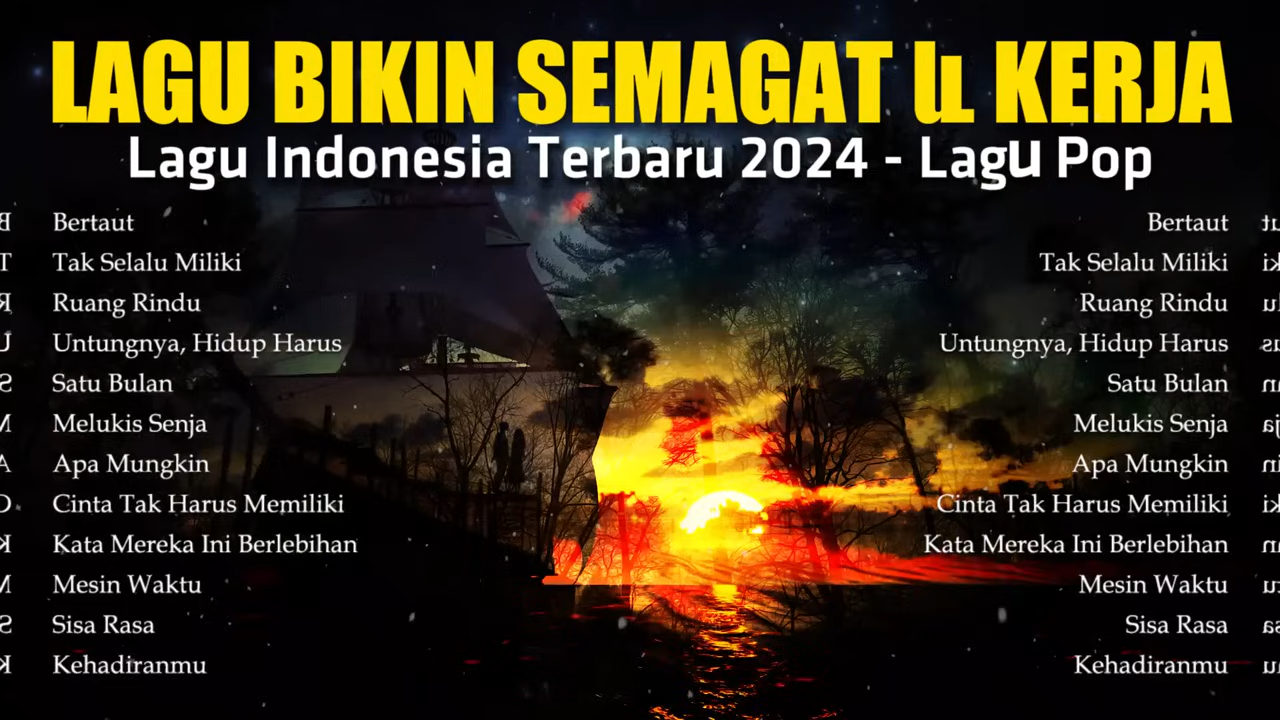 LAGU BIKIN SEMAGAT แ KERJA
Lagu Indonesia Terbaru 2024 - Lagu Pop
Bertaut
Tak Selalu Miliki
Ruang Rindu
Untungnya, Hidup Harus
Satu Bulan
Melukis Senja
Apa Mungkin
Cinta Tak Harus Memiliki
Kata Mereka Ini Berlebihan
Mesin Waktu
Sisa Rasa
Kehadiranmu
Bertaut
Tak Selalu Miliki
Ruang Rindu
Untungnya, Hidup Harus
Satu Bulan
Melukis Senja
Apa Mungkin
Cinta Tak Harus Memiliki
Kata Mereka Ini Berlebihan
Mesin Waktu
Sisa Rasa
Kehadiranmu